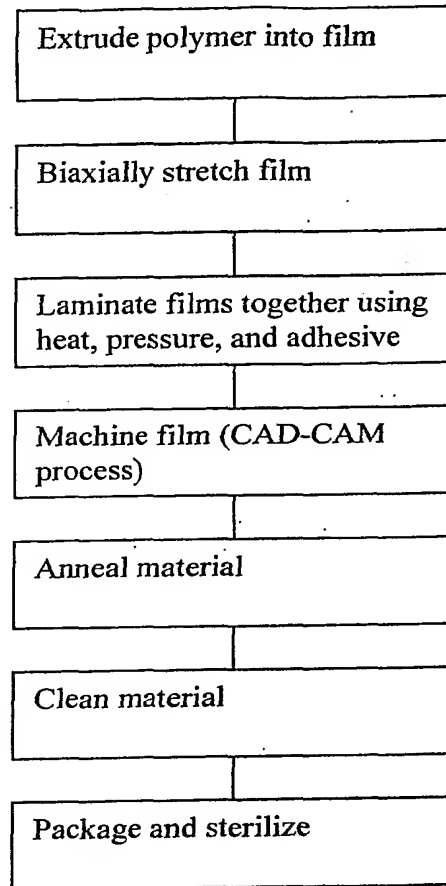 Extrude polymer into film
Biaxially stretch film
Laminate films together using
heat, pressure, and adhesive
Machine film (CAD-CAM
process)
Anneal material
Clean material
Package and sterilize